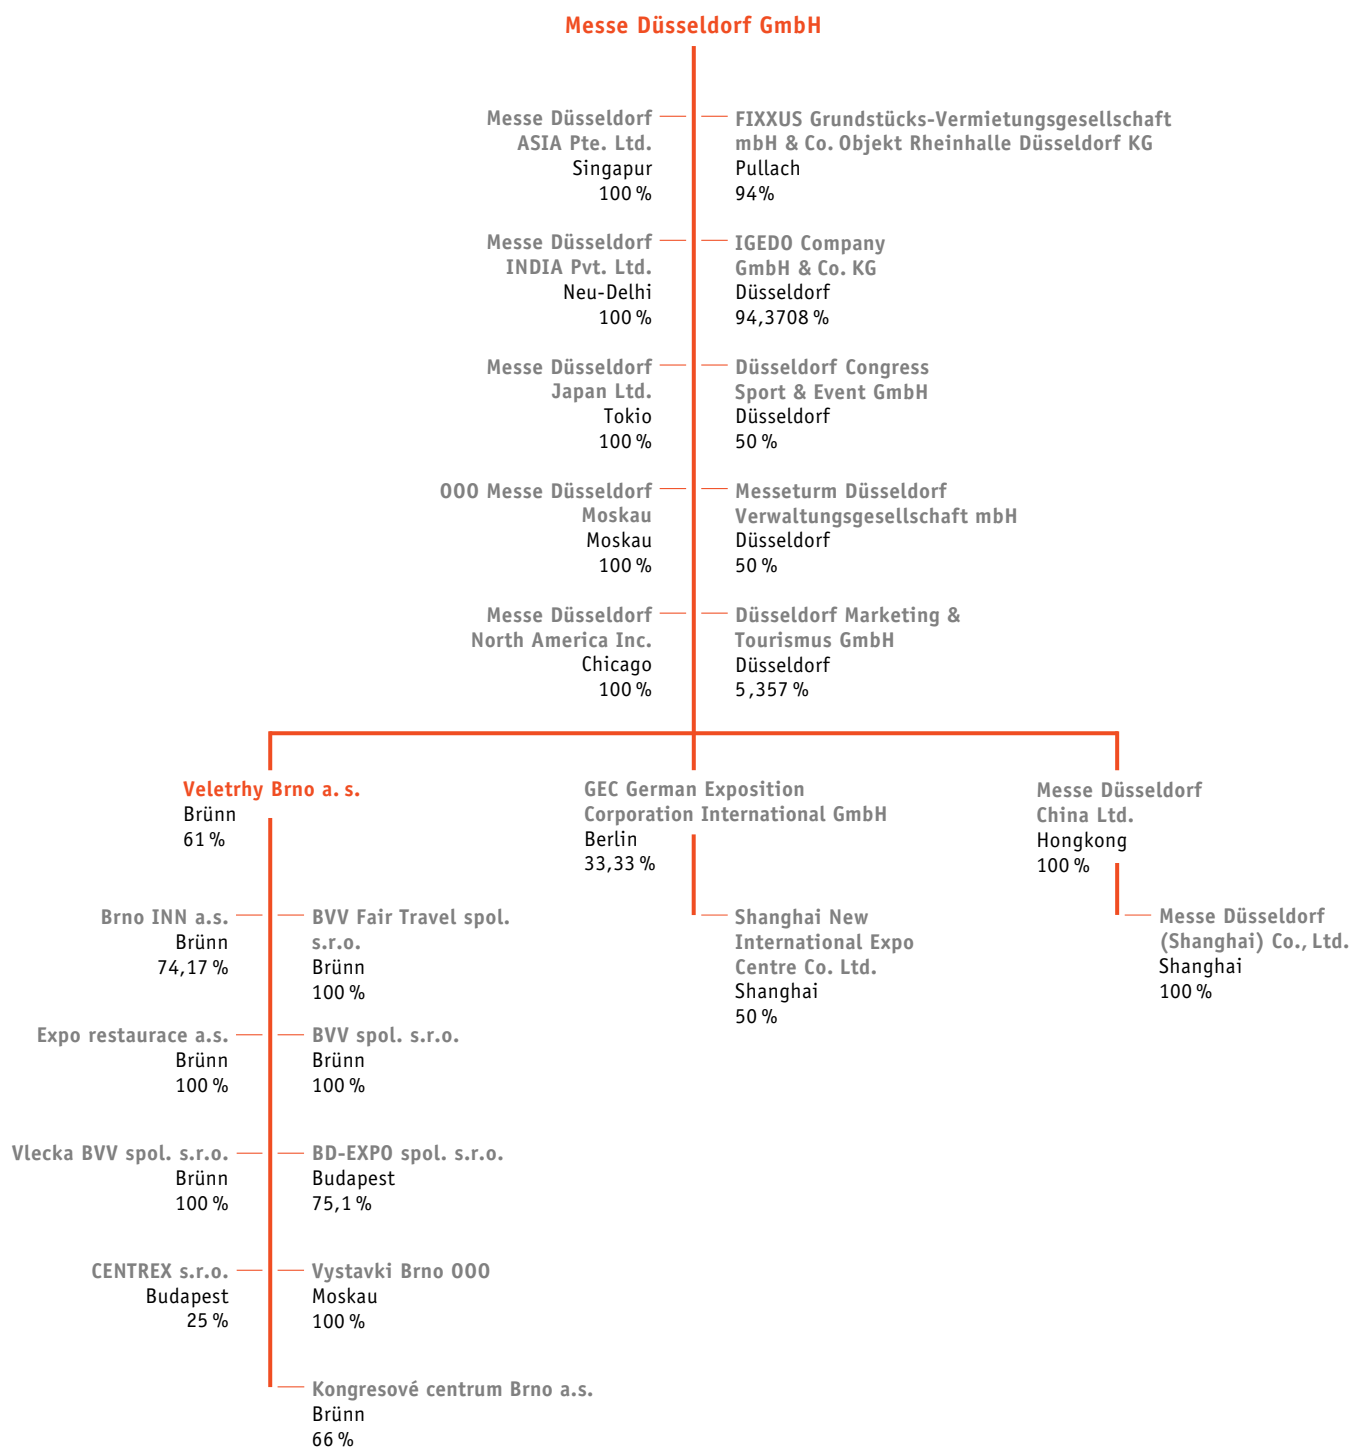 Messe Düsseldorf GmbH
Messe Düsseldorf
ASIA Pte. Ltd.
Singapur
100 %
FIXXUS Grundstücks-Vermietungsgesellschaft
mbH & Co. Objekt Rheinhalle Düsseldorf KG
Pullach
94%
Messe Düsseldorf
INDIA Pvt. Ltd.
Neu-Delhi
100 %
IGEDO Company
GmbH & Co. KG
Düsseldorf
94,3708 %
Messe Düsseldorf
Japan Ltd.
Tokio
100 %
Düsseldorf Congress
Sport & Event GmbH
Düsseldorf
50 %
OOO Messe Düsseldorf
Moskau
Moskau
100 %
Messeturm Düsseldorf
Verwaltungsgesellschaft mbH
Düsseldorf
50 %
Messe Düsseldorf
North America Inc.
Chicago
100 %
Düsseldorf Marketing &
Tourismus GmbH
Düsseldorf
5,357 %
Veletrhy Brno a. s.
Brünn
61 %
GEC German Exposition
Corporation International GmbH
Berlin
33,33 %
Messe Düsseldorf
China Ltd.
Hongkong
100 %
Brno INN a.s.
Brünn
74,17 %
BVV Fair Travel spol.
s.r.o.
Brünn
100 %
Shanghai New
International Expo
Centre Co. Ltd.
Shanghai
50 %
Messe Düsseldorf
(Shanghai) Co., Ltd.
Shanghai
100 %
Expo restaurace a.s.
Brünn
100 %
BVV spol. s.r.o.
Brünn
100 %
Vlecka BVV spol. s.r.o.
Brünn
100 %
BD-EXPO spol. s.r.o.
Budapest
75,1 %
CENTREX s.r.o.
Budapest
25 %
Vystavki Brno OOO
Moskau
100 %
Kongresové centrum Brno a.s.
Brünn
66 %